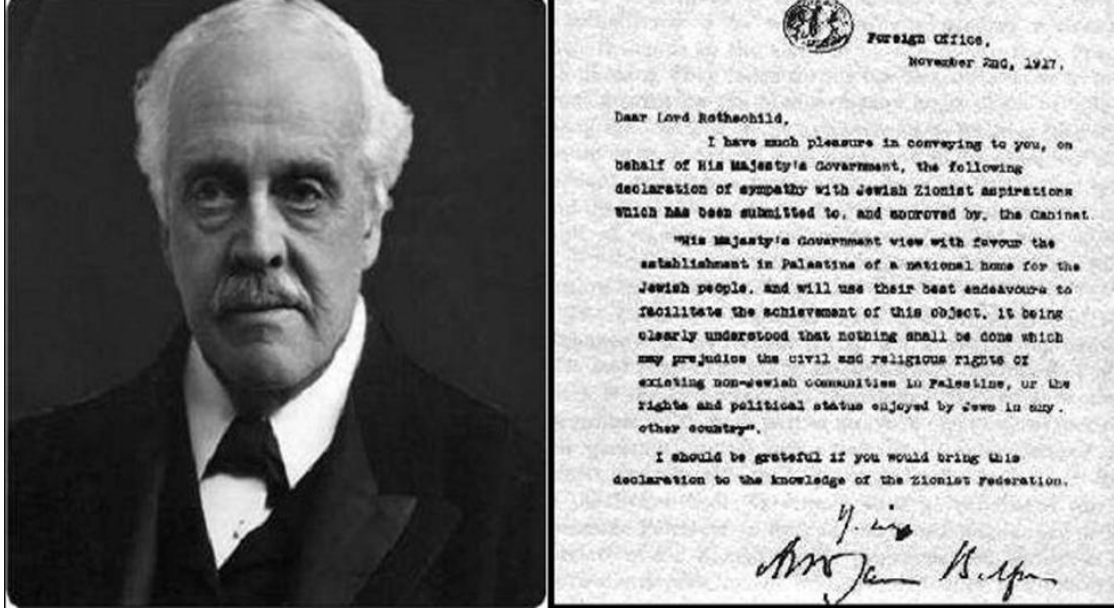 Foreign Office,
November 2nd, 1917.
Dear Lord Rothschild,
I have much pleasure in conveying to you, on
behalf of His Majesty's Government, the following
declaration of sympathy with Jewish Zionist aspirations
which has been submitted to, and approved by, the Cabinet.
"His Majesty's Government view with favour the
establishment in Palestine of a national home for the
Jewish people, and will use their best endeavours to
facilitate the achievement of this object, it being
clearly understood that nothing shall be done which
may prejudice the civil and religious rights of
existing non-Jewish communities in Palestine, or the
rights and political status enjoyed by Jews in any
other country".
I should be grateful if you would bring this
declaration to the knowledge of the Zionist Federation.